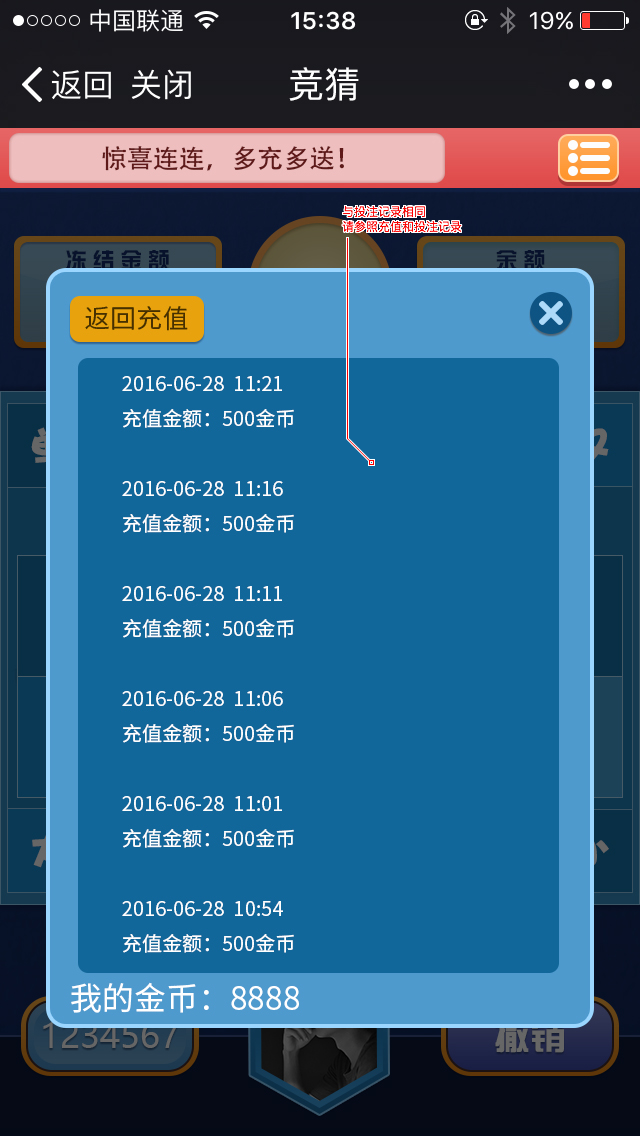 中国联通 15:38 19%
返回 关闭 竞猜
惊喜连连，多充多送！
与投注记录相同
请参照充值和投注记录
冻结金额 余额
返回充值
2016-06-28 11:21
充值金额：500金币
2016-06-28 11:16
充值金额：500金币
2016-06-28 11:11
充值金额：500金币
2016-06-28 11:06
充值金额：500金币
2016-06-28 11:01
充值金额：500金币
2016-06-28 10:54
充值金额：500金币
我的金币：8888
1234567 撤销